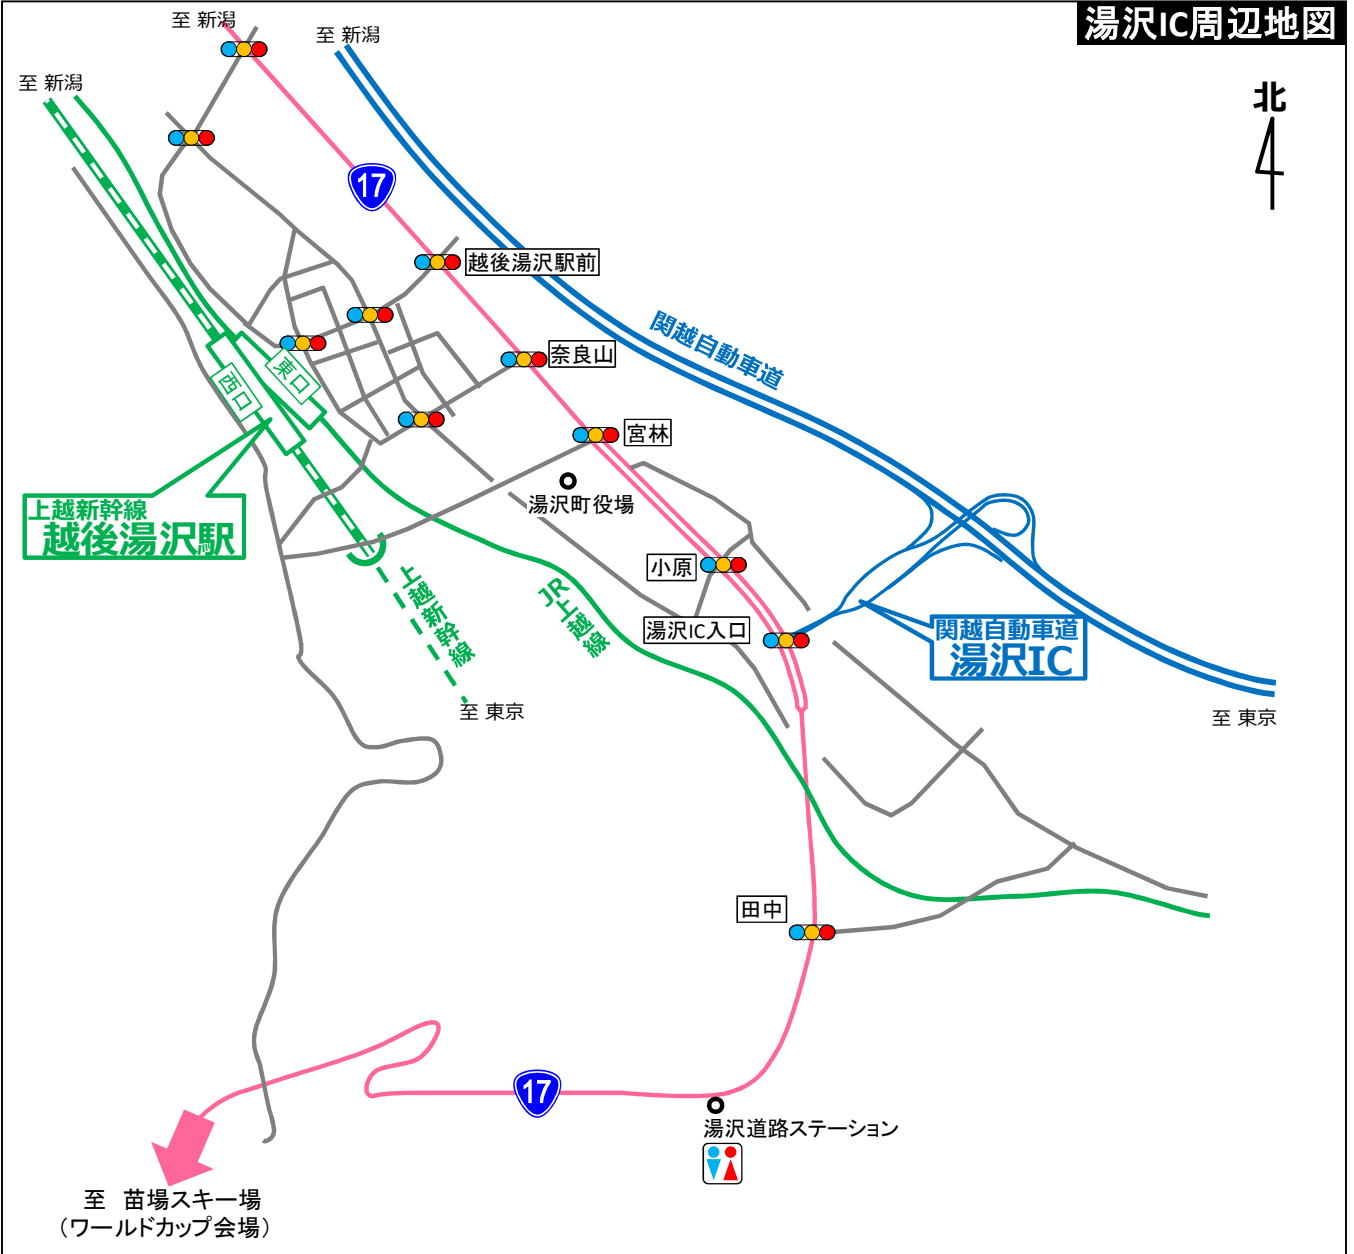 湯沢IC周辺地図
至 新潟
至 新潟
至 新潟
北
17
越後湯沢駅前
関越自動車道
奈良山
東口
西口
宮林
湯沢町役場
上越新幹線
越後湯沢駅
小原
上越新幹線
JR上越線
湯沢IC入口
関越自動車道
湯沢IC
至 東京
至 東京
田中
17
湯沢道路ステーション
至　苗場スキー場
（ワールドカップ会場）